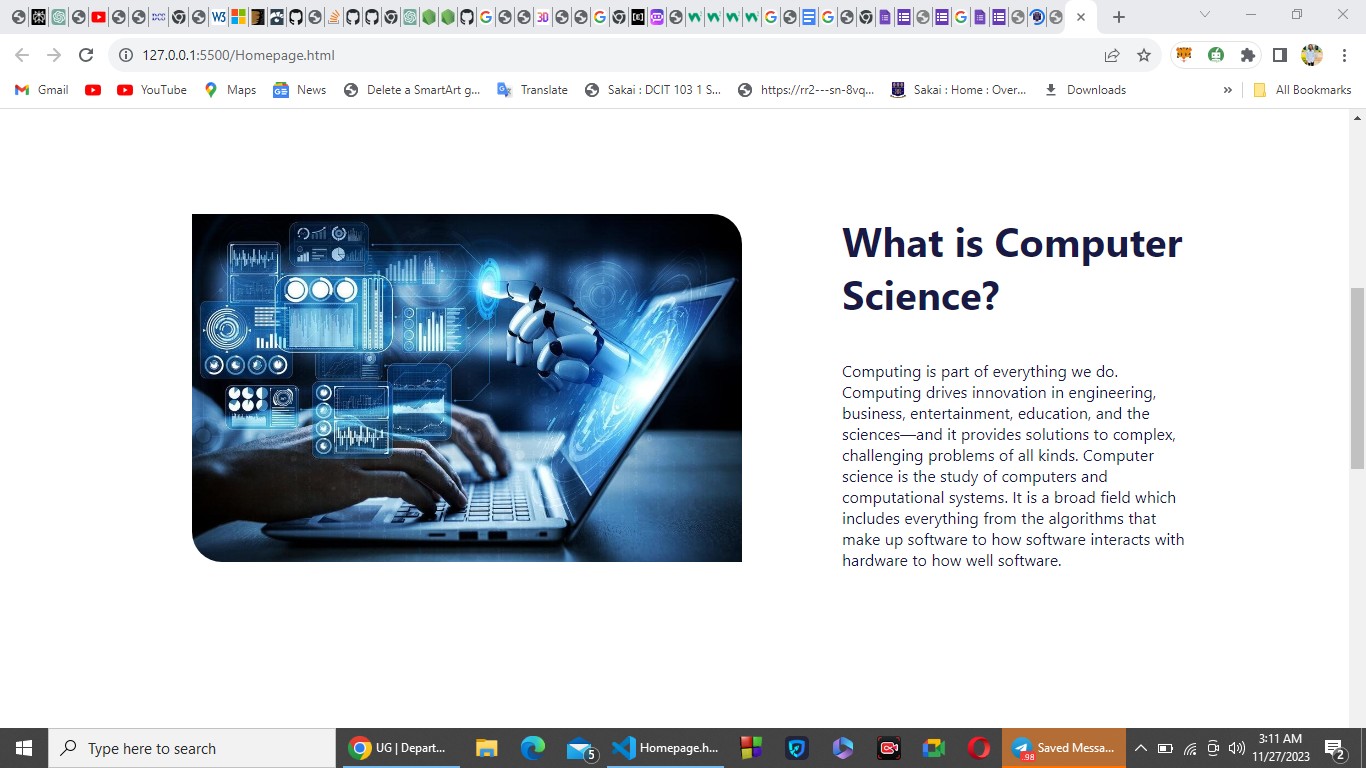 127.0.0.1:5500/Homepage.html
Gmail
YouTube
Maps
News
Delete a SmartArt g...
Translate
Sakai : DCIT 103 1 S...
https://rr2---sn-8vq...
Sakai : Home : Over...
Downloads
»
All Bookmarks
What is Computer
Science?
Computing is part of everything we do.
Computing drives innovation in engineering,
business, entertainment, education, and the
sciences—and it provides solutions to complex,
challenging problems of all kinds. Computer
science is the study of computers and
computational systems. It is a broad field which
includes everything from the algorithms that
make up software to how software interacts with
hardware to how well software.
Type here to search
UG | Depart...
5
Homepage.h...
.98
Saved Messa...
3:11 AM
11/27/2023
2